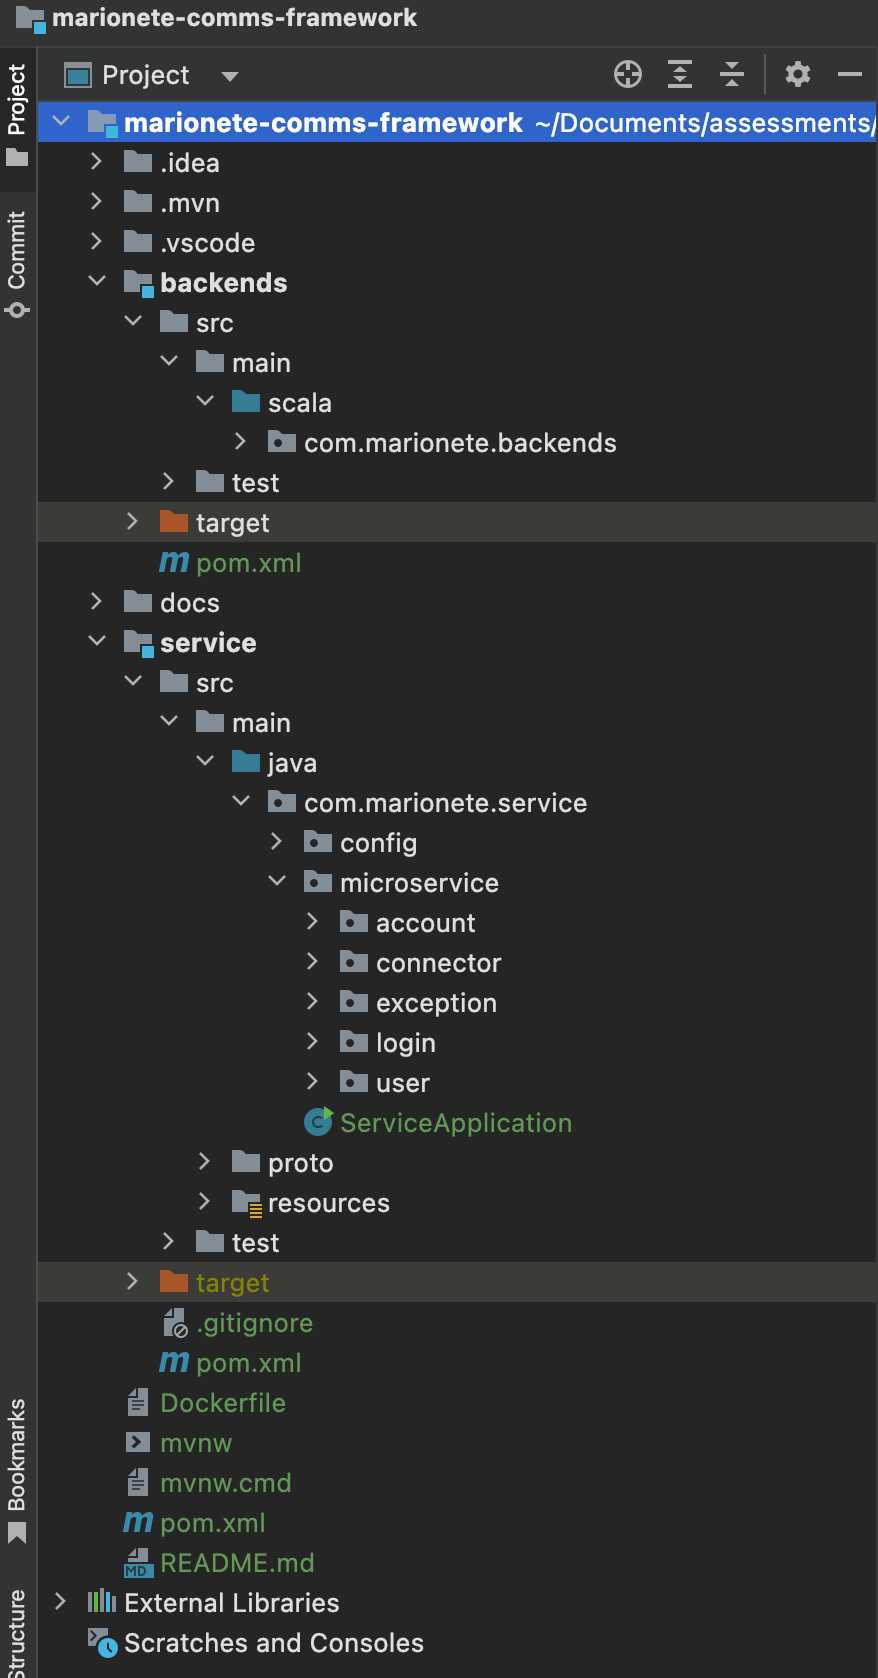 marionete-comms-framework
Project
Project
Commit
marionete-comms-framework ~/Documents/assessments/
.idea
.mvn
.vscode
backends
src
main
scala
com.marionete.backends
test
target
m pom.xml
docs
service
src
main
java
com.marionete.service
config
microservice
account
connector
exception
login
user
C ServiceApplication
proto
resources
test
target
.gitignore
m pom.xml
Dockerfile
mvnw
mvnw.cmd
m pom.xml
MD README.md
External Libraries
Scratches and Consoles
Bookmarks
Structure